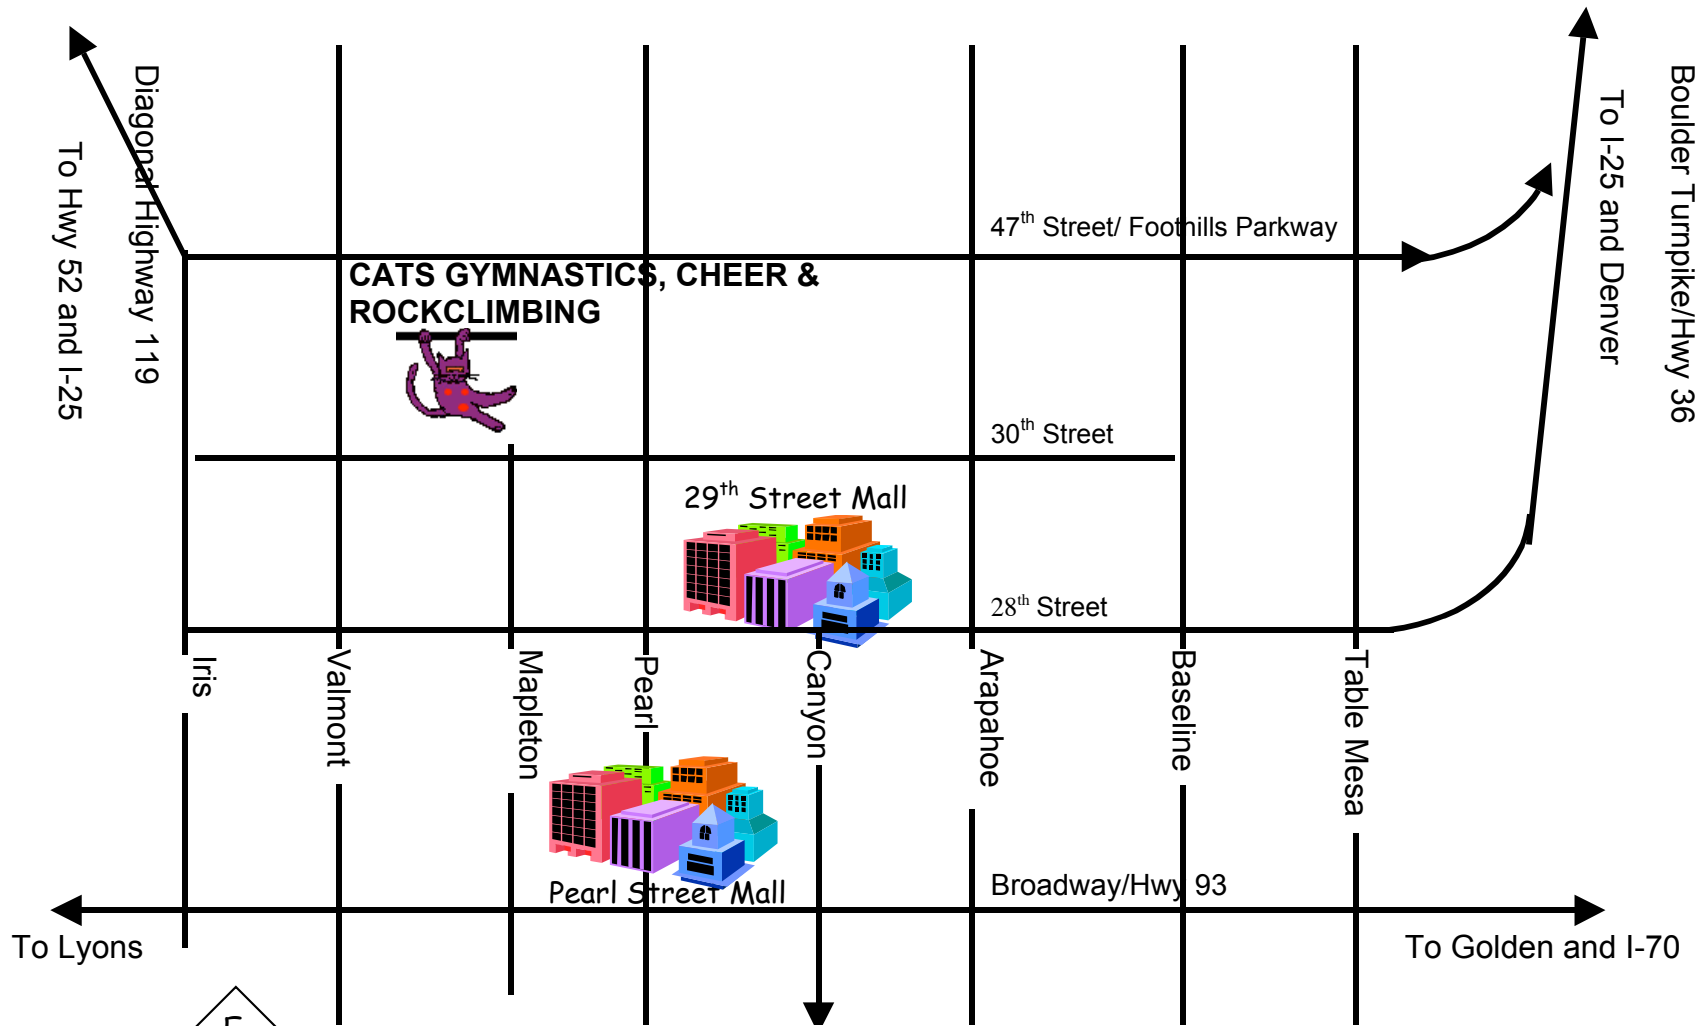 Diagonal Highway 119
To Hwy 52 and I-25
Boulder Turnpike/Hwy 36
To I-25 and Denver
47th Street/ Foothills Parkway
CATS GYMNASTICS, CHEER &
ROCKCLIMBING
30th Street
29th Street Mall
28th Street
Iris
Valmont
Mapleton
Pearl
Canyon
Arapahoe
Baseline
Table Mesa
Pearl Street Mall
Broadway/Hwy 93
To Lyons
To Golden and I-70